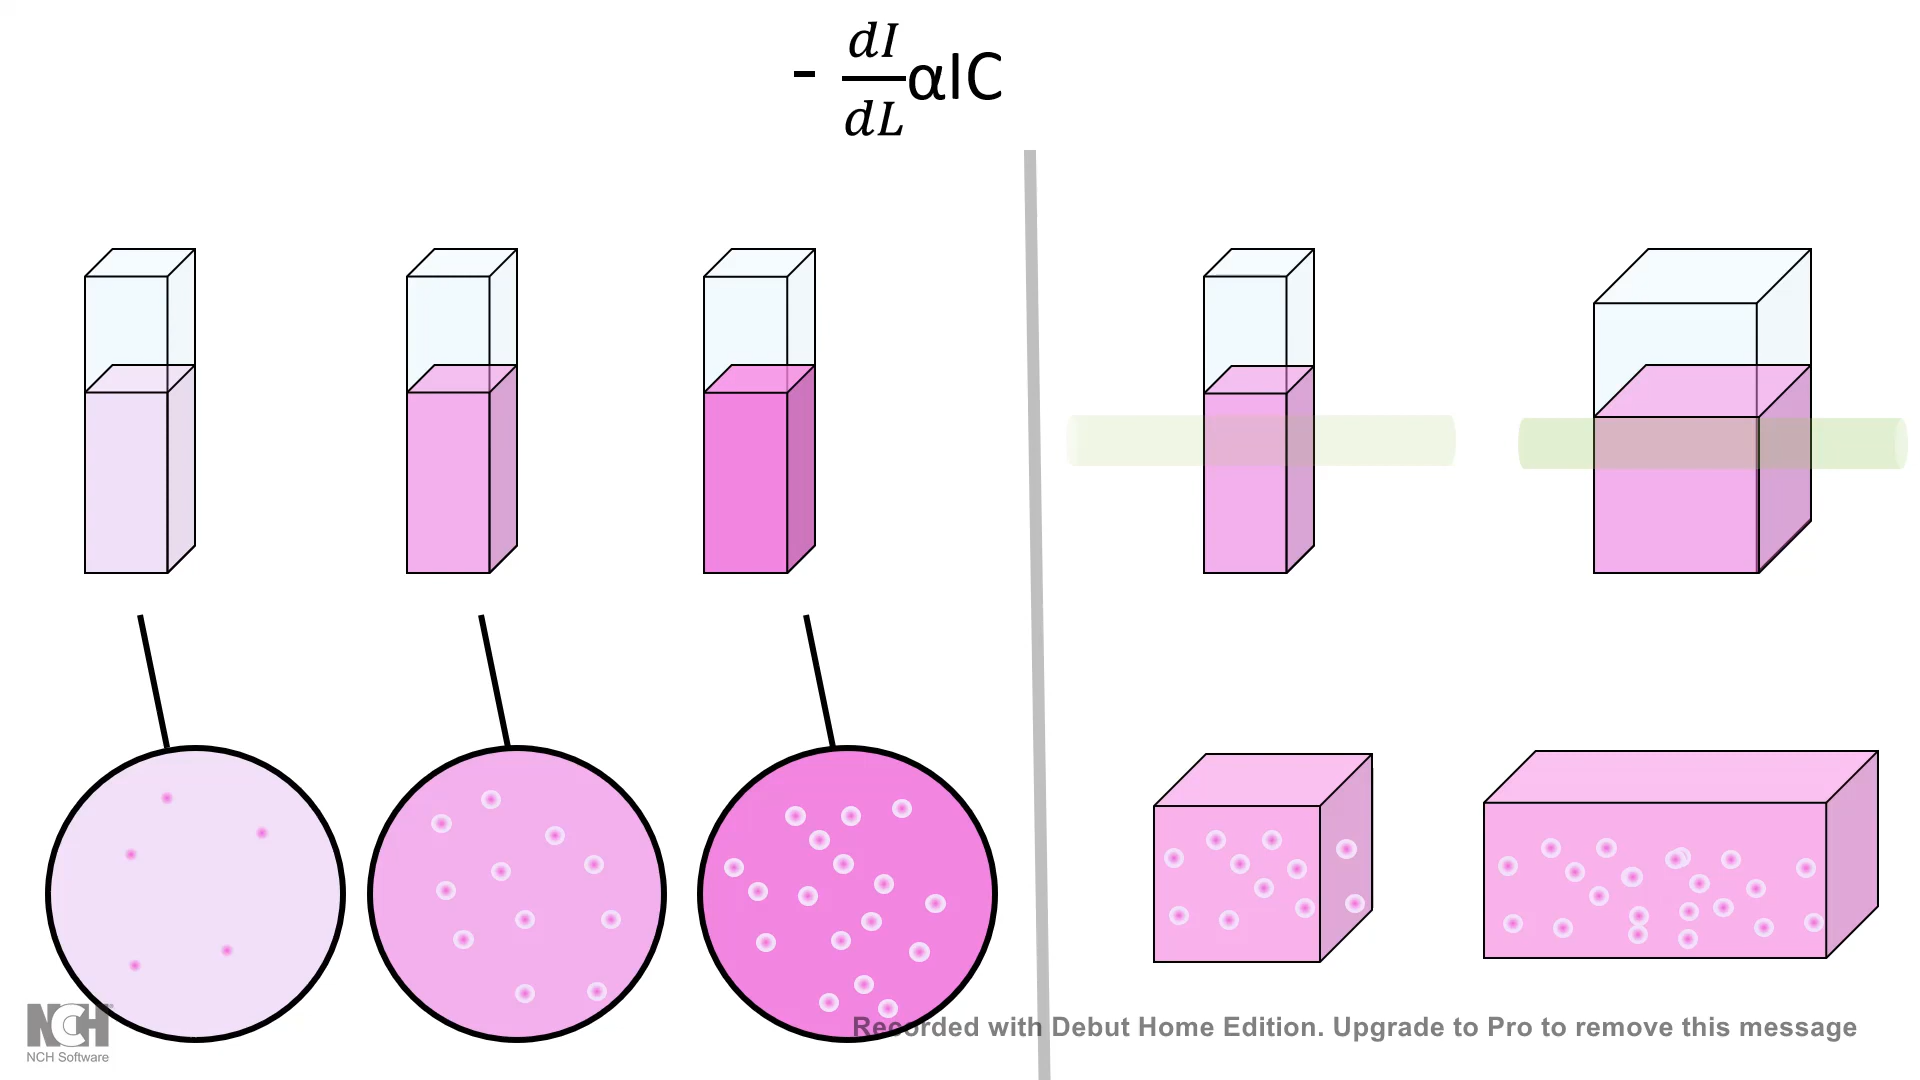 - dI/dL αIC
NCH
NCH Software
Recorded with Debut Home Edition. Upgrade to Pro to remove this message